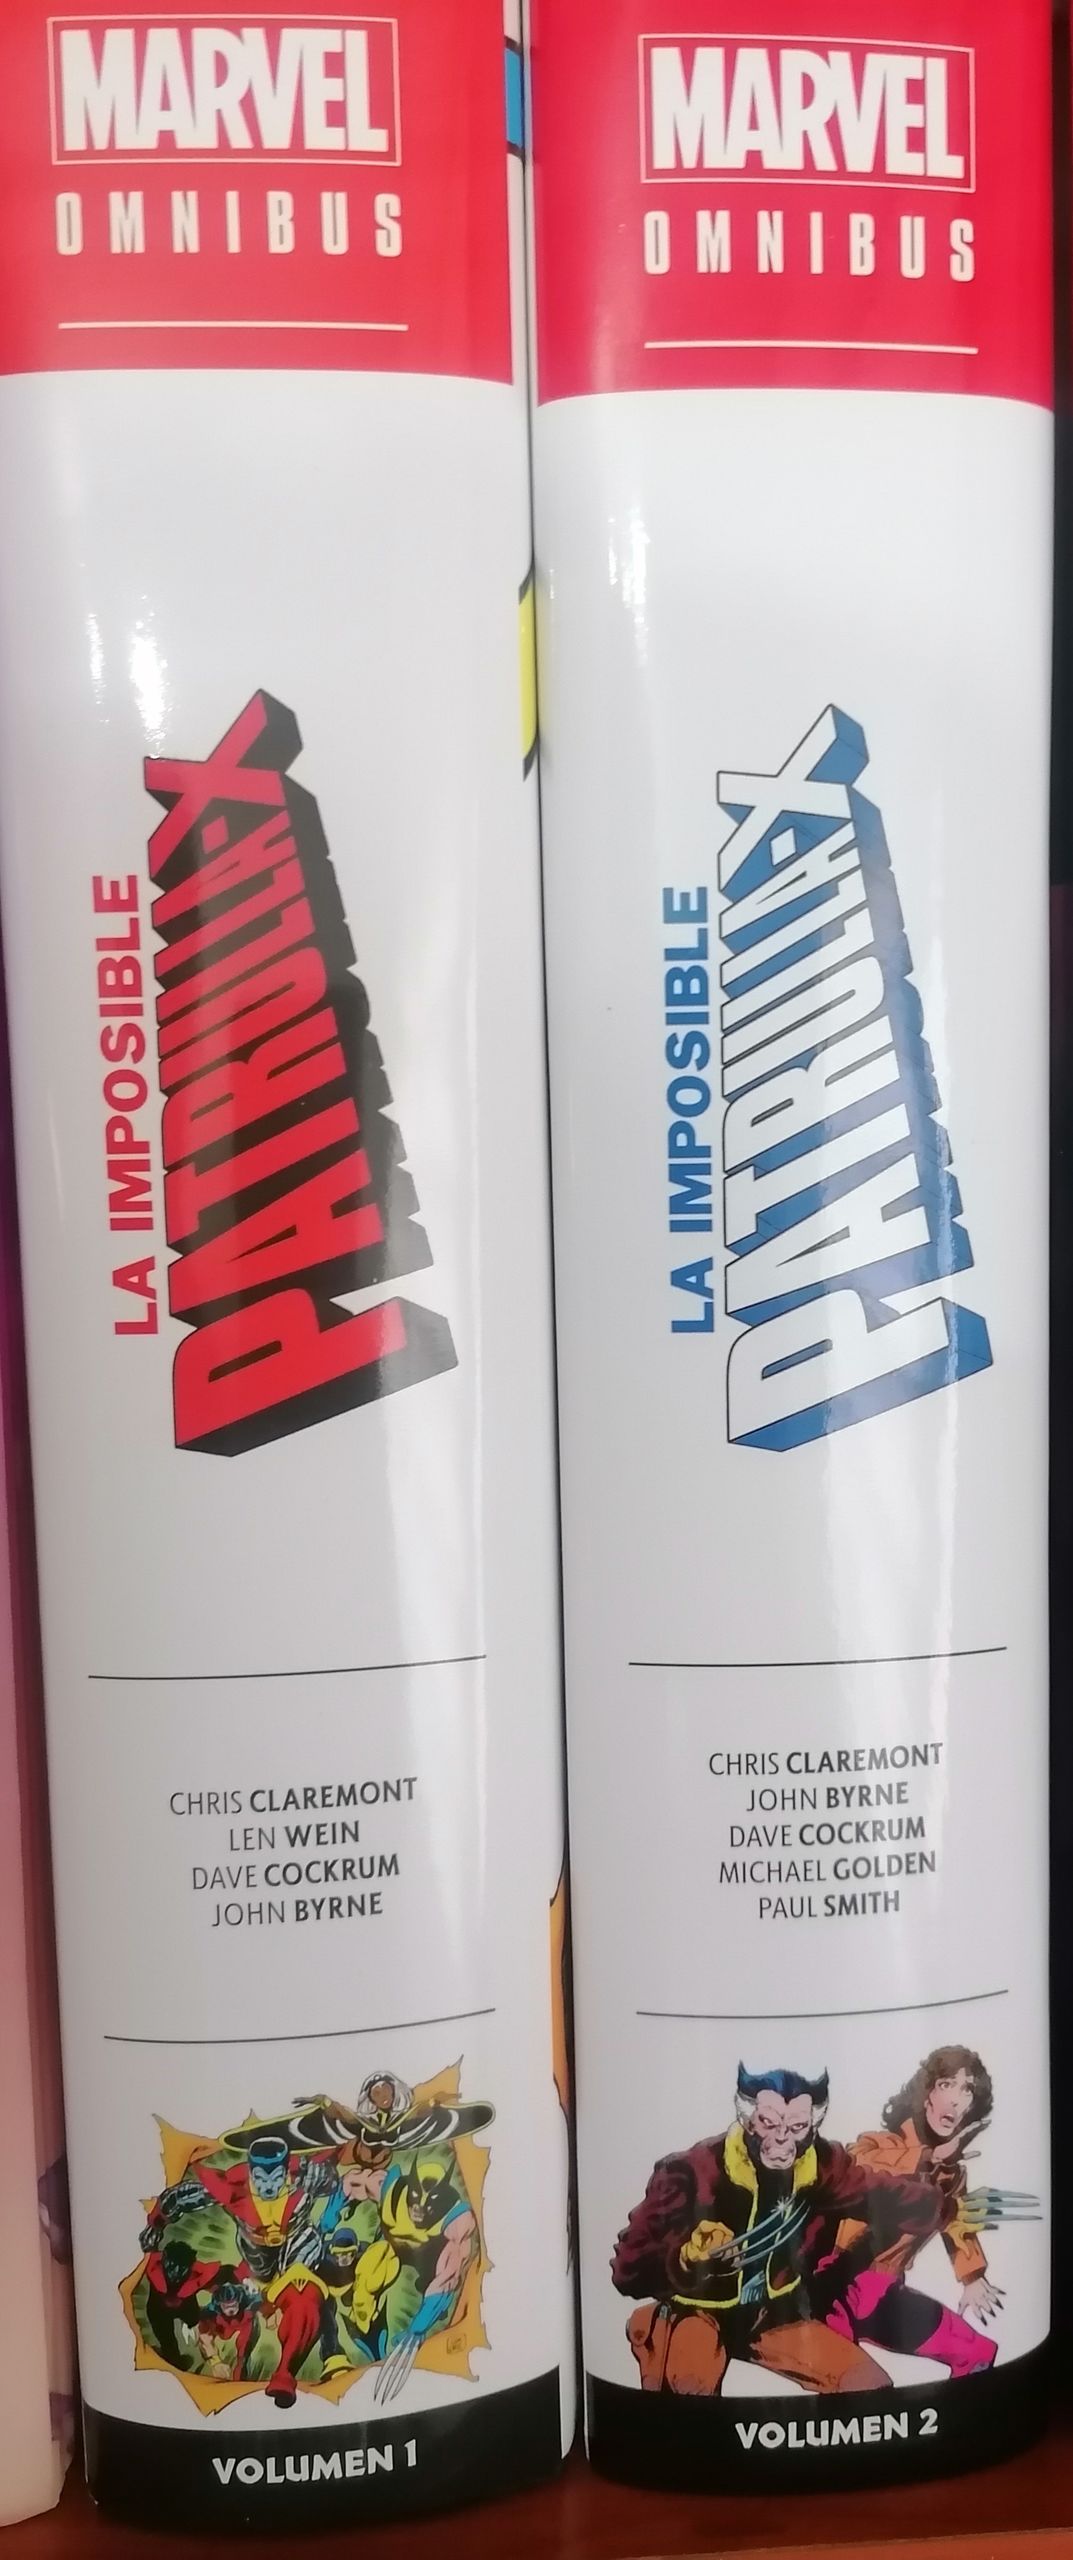 MARVEL
OMNIBUS
LA IMPOSIBLE
PATRULLA-X
CHRIS CLAREMONT
LEN WEIN
DAVE COCKRUM
JOHN BYRNE
VOLUMEN 1
MARVEL
OMNIBUS
LA IMPOSIBLE
PATRULLA-X
CHRIS CLAREMONT
JOHN BYRNE
DAVE COCKRUM
MICHAEL GOLDEN
PAUL SMITH
VOLUMEN 2